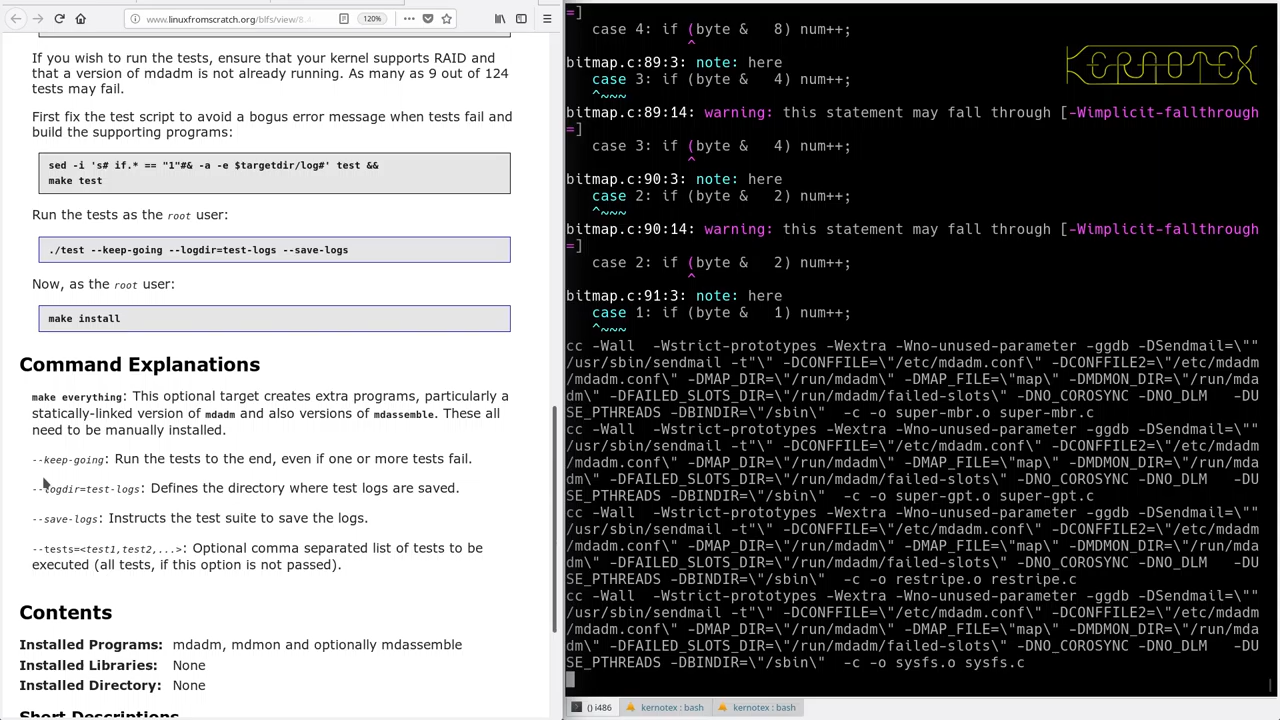 www.linuxfromscratch.org/blfs/view/8.4
120%
If you wish to run the tests, ensure that your kernel supports RAID and
that a version of mdadm is not already running. As many as 9 out of 124
tests may fail.
First fix the test script to avoid a bogus error message when tests fail and
build the supporting programs:
sed -i 's# if.* == "1"#& -a -e $targetdir/log#' test &&
make test
Run the tests as the root user:
./test --keep-going --logdir=test-logs --save-logs
Now, as the root user:
make install
Command Explanations
make everything: This optional target creates extra programs, particularly a
statically-linked version of mdadm and also versions of mdassemble. These all
need to be manually installed.
--keep-going: Run the tests to the end, even if one or more tests fail.
--logdir=test-logs: Defines the directory where test logs are saved.
--save-logs: Instructs the test suite to save the logs.
--tests=<test1,test2,...>: Optional comma separated list of tests to be
executed (all tests, if this option is not passed).
Contents
Installed Programs: mdadm, mdmon and optionally mdassemble
Installed Libraries: None
Installed Directory: None
Short Descriptions
=]
case 4: if (byte &   8) num++;
^
bitmap.c:89:3: note: here
case 3: if (byte &   4) num++;
^~~~
bitmap.c:89:14: warning: this statement may fall through [-Wimplicit-fallthrough
=]
case 3: if (byte &   4) num++;
^
bitmap.c:90:3: note: here
case 2: if (byte &   2) num++;
^~~~
bitmap.c:90:14: warning: this statement may fall through [-Wimplicit-fallthrough
=]
case 2: if (byte &   2) num++;
^
bitmap.c:91:3: note: here
case 1: if (byte &   1) num++;
^~~~
cc -Wall  -Wstrict-prototypes -Wextra -Wno-unused-parameter -ggdb -DSendmail=\""
/usr/sbin/sendmail -t"\" -DCONFFILE=\"/etc/mdadm.conf\" -DCONFFILE2=\"/etc/mdadm
/mdadm.conf\" -DMAP_DIR=\"/run/mdadm\" -DMAP_FILE=\"map\" -DMDMON_DIR=\"/run/mda
dm\" -DFAILED_SLOTS_DIR=\"/run/mdadm/failed-slots\" -DNO_COROSYNC -DNO_DLM  -DU
SE_PTHREADS -DBINDIR=\"/sbin\"  -c -o super-mbr.o super-mbr.c
cc -Wall  -Wstrict-prototypes -Wextra -Wno-unused-parameter -ggdb -DSendmail=\""
/usr/sbin/sendmail -t"\" -DCONFFILE=\"/etc/mdadm.conf\" -DCONFFILE2=\"/etc/mdadm
/mdadm.conf\" -DMAP_DIR=\"/run/mdadm\" -DMAP_FILE=\"map\" -DMDMON_DIR=\"/run/mda
dm\" -DFAILED_SLOTS_DIR=\"/run/mdadm/failed-slots\" -DNO_COROSYNC -DNO_DLM  -DU
SE_PTHREADS -DBINDIR=\"/sbin\"  -c -o super-gpt.o super-gpt.c
cc -Wall  -Wstrict-prototypes -Wextra -Wno-unused-parameter -ggdb -DSendmail=\""
/usr/sbin/sendmail -t"\" -DCONFFILE=\"/etc/mdadm.conf\" -DCONFFILE2=\"/etc/mdadm
/mdadm.conf\" -DMAP_DIR=\"/run/mdadm\" -DMAP_FILE=\"map\" -DMDMON_DIR=\"/run/mda
dm\" -DFAILED_SLOTS_DIR=\"/run/mdadm/failed-slots\" -DNO_COROSYNC -DNO_DLM  -DU
SE_PTHREADS -DBINDIR=\"/sbin\"  -c -o restripe.o restripe.c
cc -Wall  -Wstrict-prototypes -Wextra -Wno-unused-parameter -ggdb -DSendmail=\""
/usr/sbin/sendmail -t"\" -DCONFFILE=\"/etc/mdadm.conf\" -DCONFFILE2=\"/etc/mdadm
/mdadm.conf\" -DMAP_DIR=\"/run/mdadm\" -DMAP_FILE=\"map\" -DMDMON_DIR=\"/run/mda
dm\" -DFAILED_SLOTS_DIR=\"/run/mdadm/failed-slots\" -DNO_COROSYNC -DNO_DLM  -DU
SE_PTHREADS -DBINDIR=\"/sbin\"  -c -o sysfs.o sysfs.c
KERNOTEX
() i486
kernotex : bash
kernotex : bash